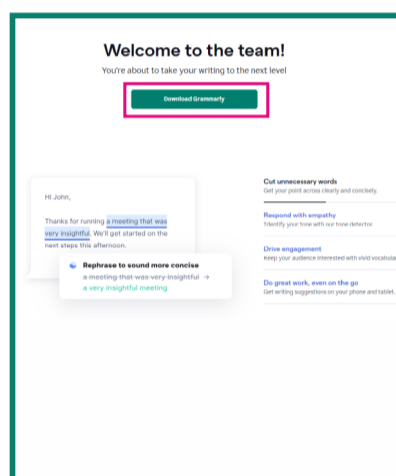 Welcome to the team!
You're about to take your writing to the next level
Download Grammarly
Hi John,
Thanks for running a meeting that was
very insightful. We'll get started on the
next steps this afternoon.
Rephrase to sound more concise
a meeting that was very insightful →
a very insightful meeting
Cut unnecessary words
Get your point across clearly and concisely.
Respond with empathy
Identify your tone with our tone detector.
Drive engagement
Keep your audience interested with vivid vocabular
Do great work, even on the go
Get writing suggestions on your phone and tablet.